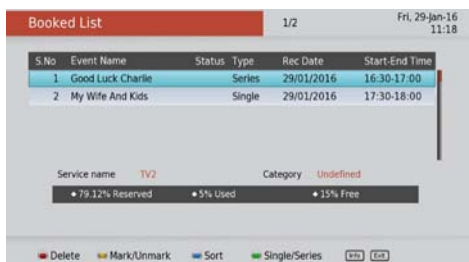 Booked List 1/2 Fri, 29-Jan-16
11:18
S.No Event Name Status Type Rec Date Start-End Time
1 Good Luck Charlie Series 29/01/2016 16:30-17:00
2 My Wife And Kids Single 29/01/2016 17:30-18:00
Service name TV2 Category Undefined
79.12% Reserved 5% Used 15% Free
Delete Mark/Unmark Sort Single/Series Info Exit